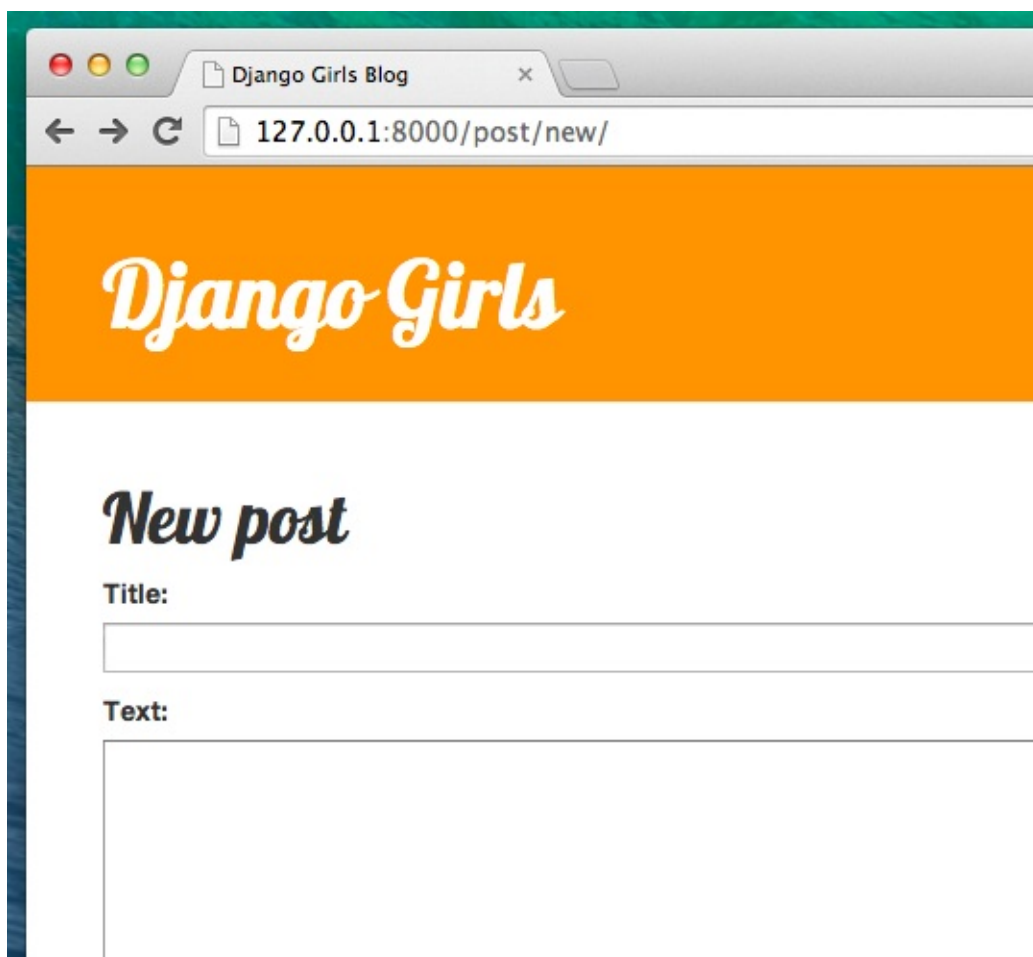 Django Girls Blog
127.0.0.1:8000/post/new/
Django Girls
New post
Title:
Text: